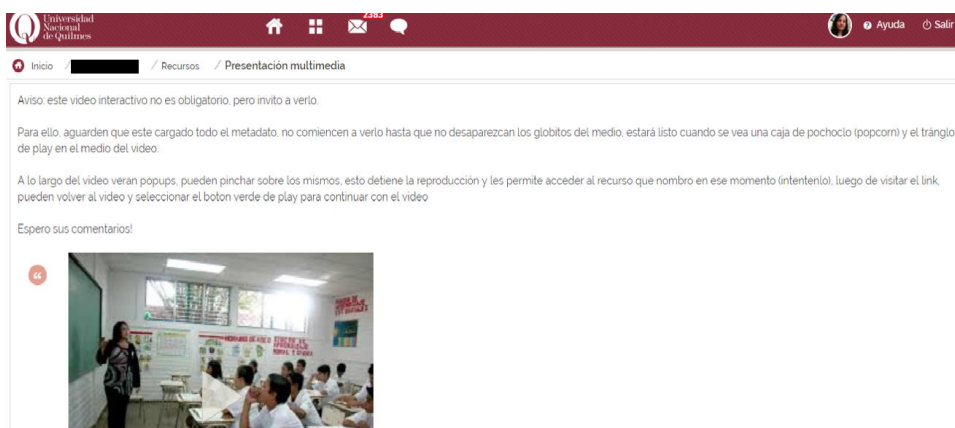 Universidad
Nacional
de Quilmes
2383
Ayuda
Salir
Inicio / / Recursos / Presentación multimedia
Aviso: este video interactivo no es obligatorio, pero invito a verlo.
Para ello, aguarden que este cargado todo el metadato, no comiencen a verlo hasta que no desaparezcan los globitos del medio, estará listo cuando se vea una caja de pochoclo (popcorn) y el tránglo
de play en el medio del video.
A lo largo del video veran popups, pueden pinchar sobre los mismos, esto detiene la reproducción y les permite acceder al recurso que nombro en ese momento (intentenlo), luego de visitar el link,
pueden volver al video y seleccionar el boton verde de play para continuar con el video
Espero sus comentarios!